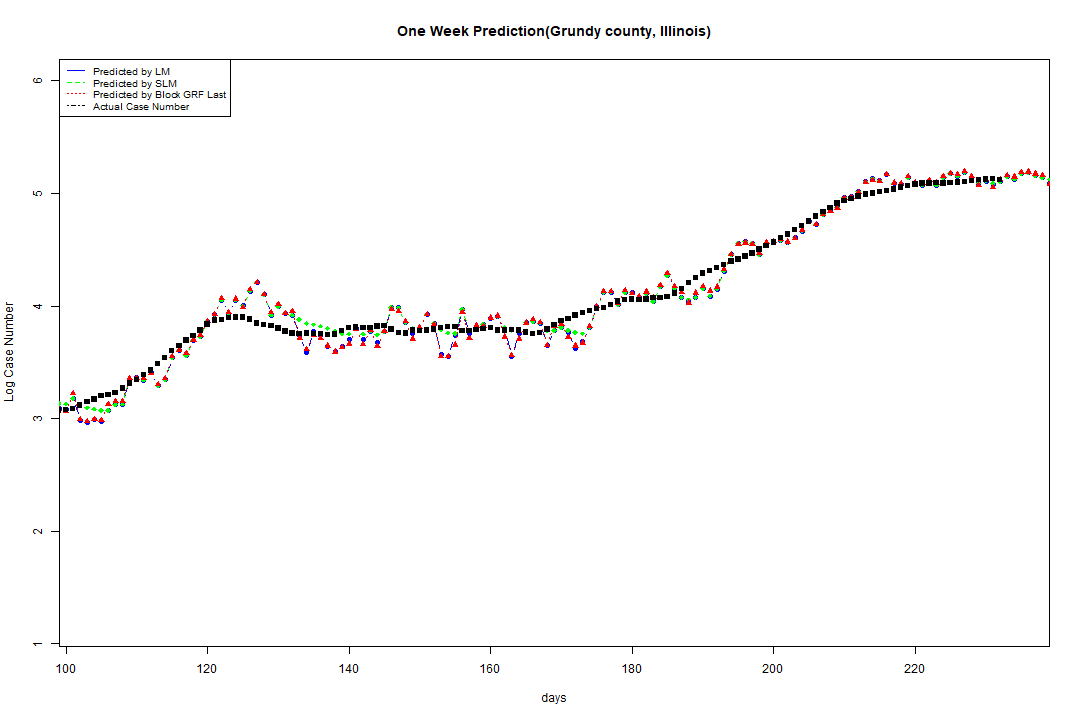 One Week Prediction(Grundy county, Illinois)
Predicted by LM
Predicted by SLM
Predicted by Block GRF Last
Actual Case Number
6
5
4
3
2
1
Log Case Number
100 120 140 160 180 200 220
days